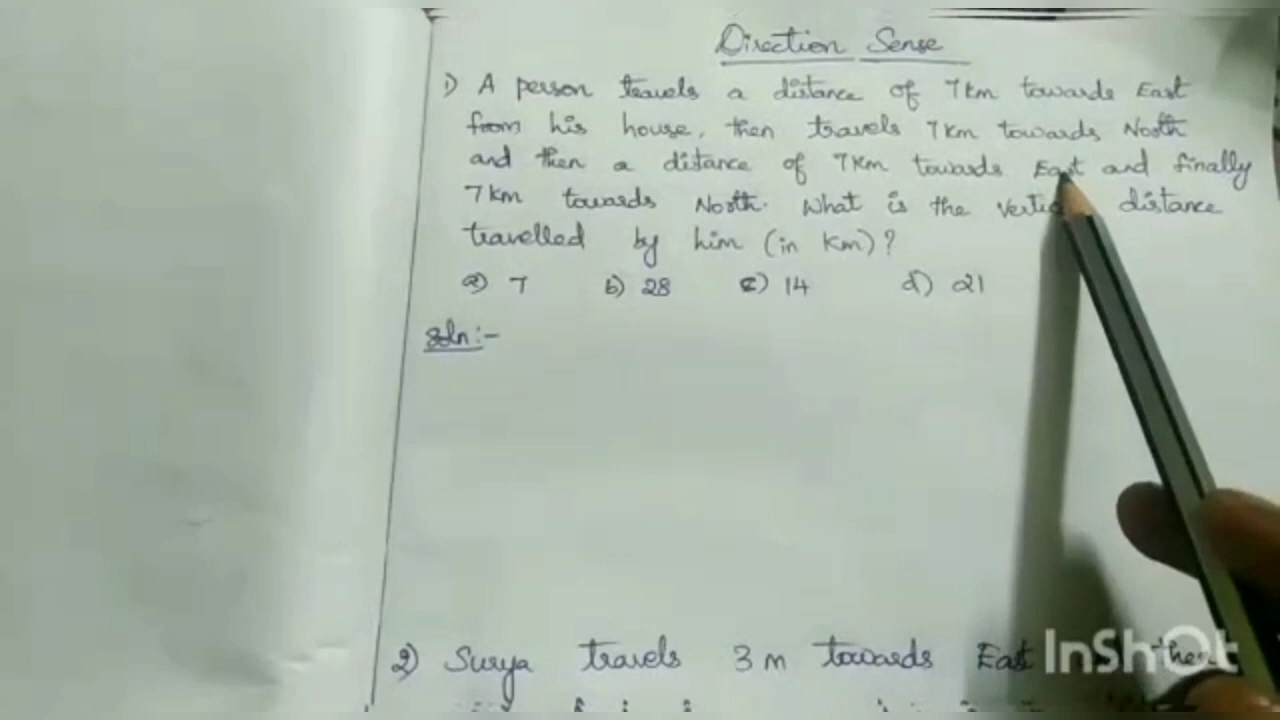 Direction Sense
1) A person travels a distance of 7km towards East
from his house, then travels 7km towards North
and then a distance of 7km towards East and finally
7km towards North. What is the distance
travelled by him (in Km)?
a) 7 b) 28 c) 14 d) 21
Soln:-
2) Surya travels 3m towards East then
InShOt